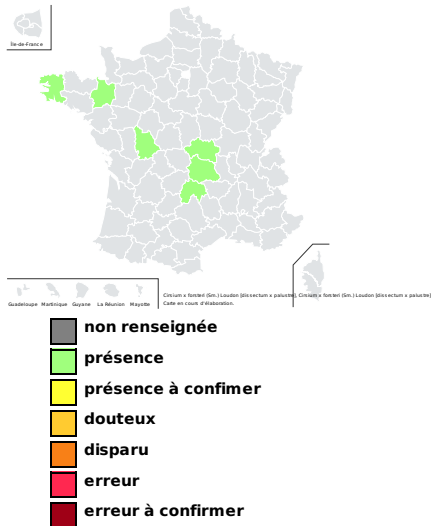 Île-de-France
Guadeloupe Martinique Guyane La Réunion Mayotte
Cirsium x forsteri (Sm.) Loudon [dissectum x palustre], Cirsium x forsteri (Sm.) Loudon [dissectum x palustre]
Carte en cours d'élaboration.
non renseignée
présence
présence à confimer
douteux
disparu
erreur
erreur à confirmer